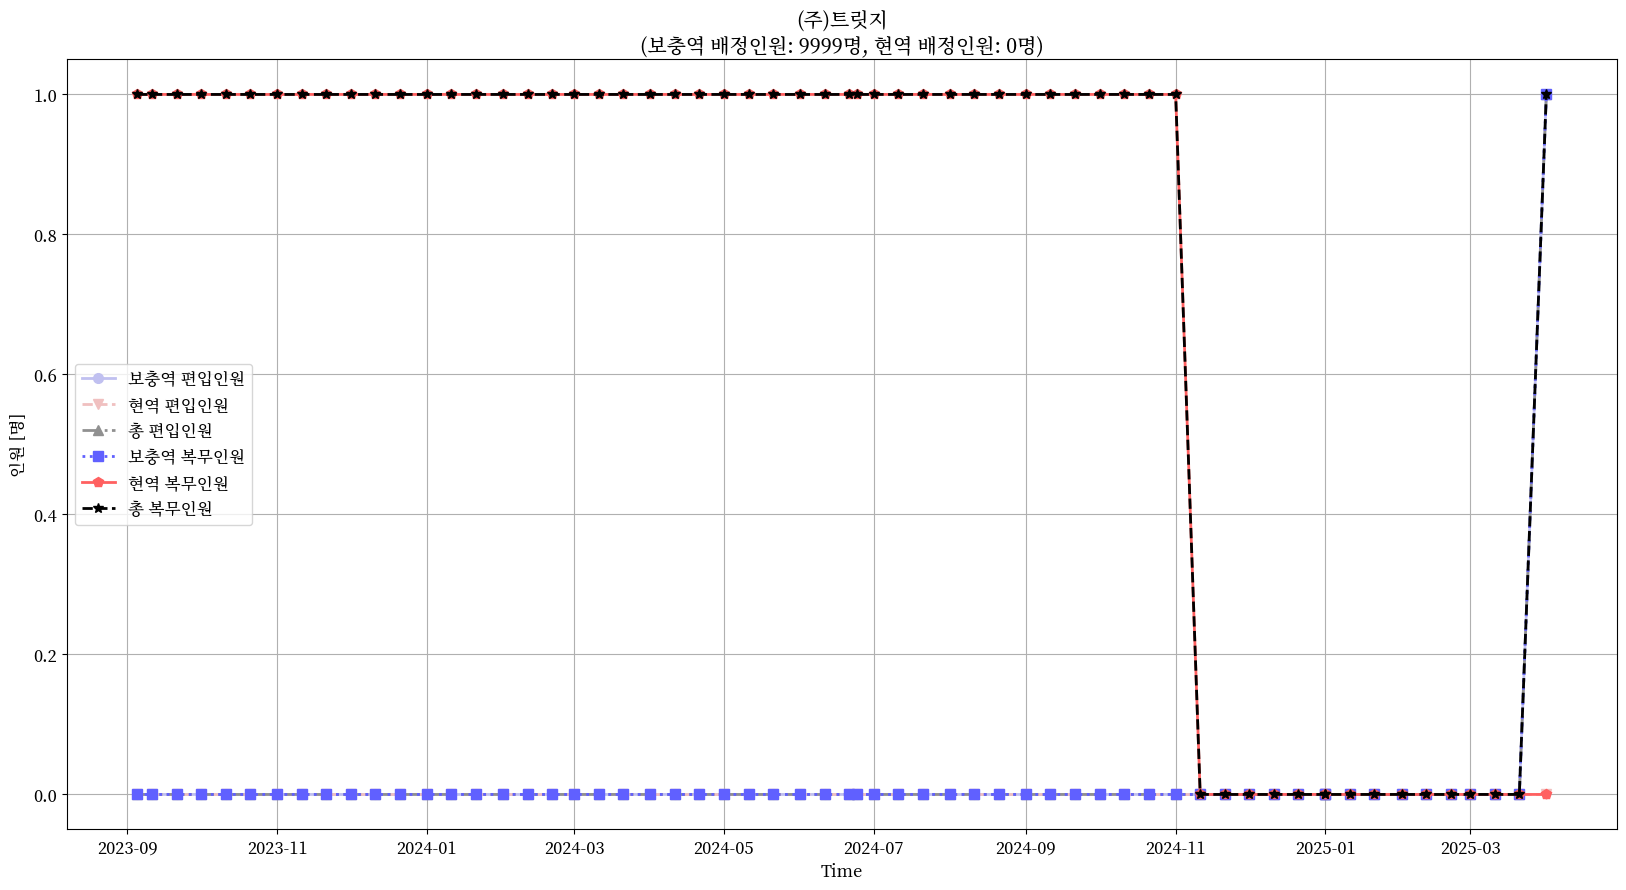 (주)트릿지
(보충역 배정인원: 9999명, 현역 배정인원: 0명)
1.0
0.8
0.6
0.4
0.2
0.0
인원 [명]
보충역 편입인원
현역 편입인원
총 편입인원
보충역 복무인원
현역 복무인원
총 복무인원
2023-09 2023-11 2024-01 2024-03 2024-05 2024-07 2024-09 2024-11 2025-01 2025-03
Time